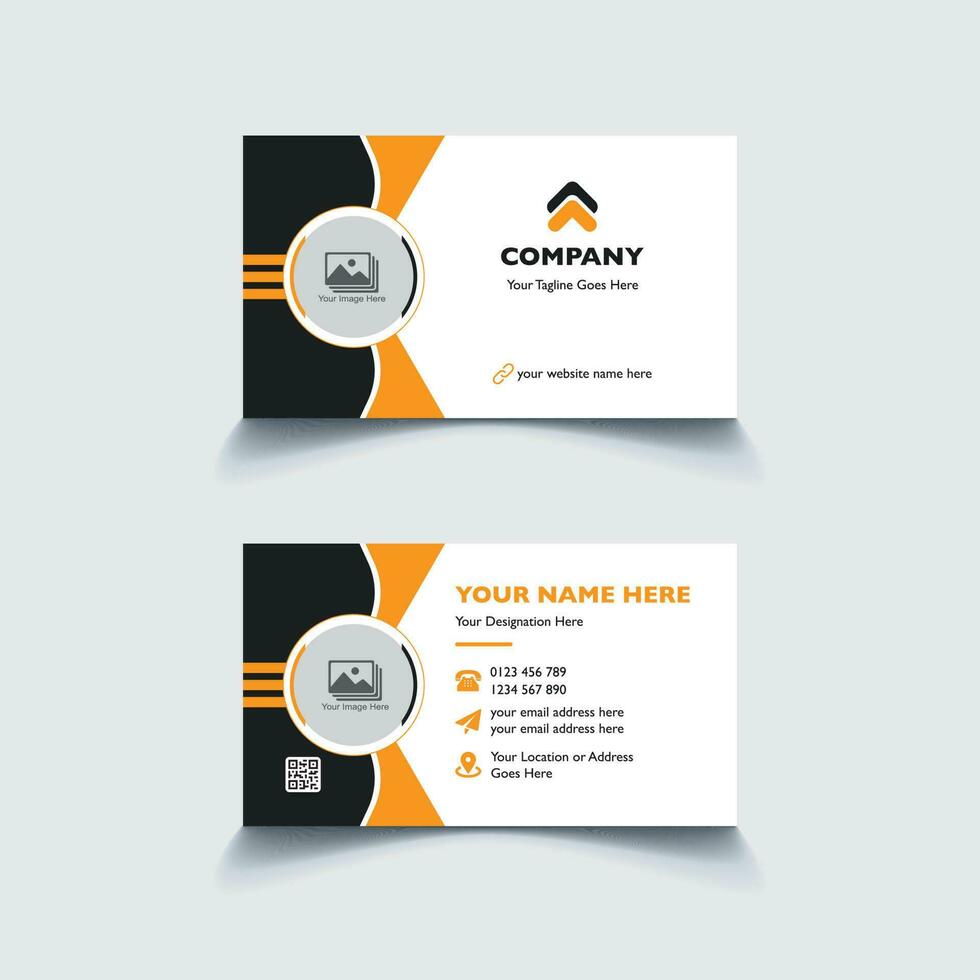 Your Image Here
COMPANY
Your Tagline Goes Here
your website name here
YOUR NAME HERE
Your Designation Here
Your Image Here
0123 456 789
1234 567 890
your email address here
your email address here
Your Location or Address
Goes Here